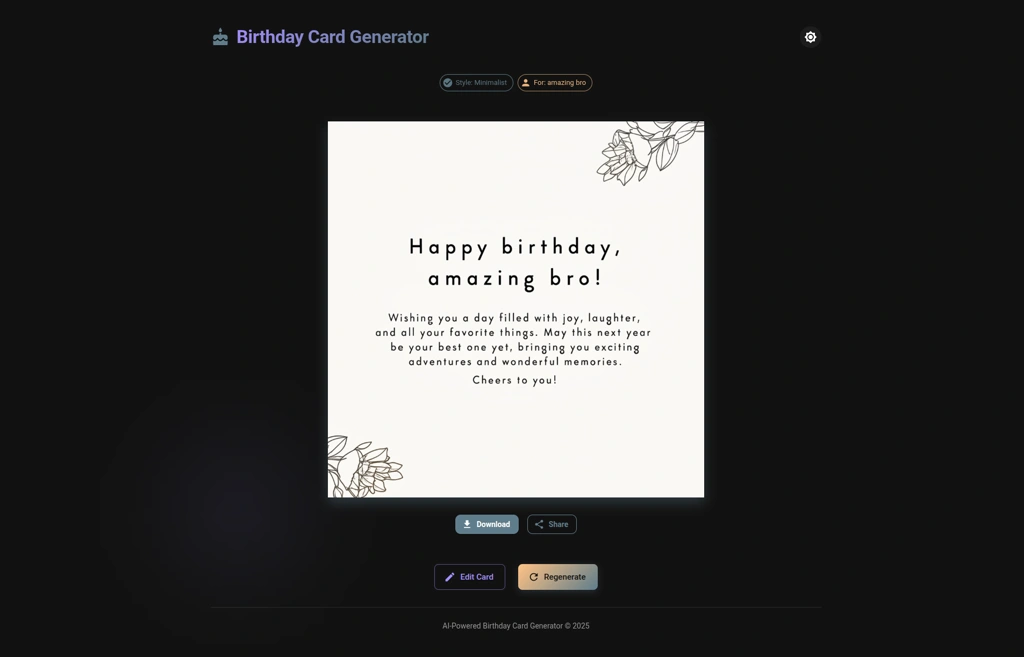 Birthday Card Generator
Style: Minimalist
For: amazing bro
Happy birthday,
amazing bro!
Wishing you a day filled with joy, laughter,
and all your favorite things. May this next year
be your best one yet, bringing you exciting
adventures and wonderful memories.
Cheers to you!
Download
Share
Edit Card
Regenerate
AI-Powered Birthday Card Generator © 2025